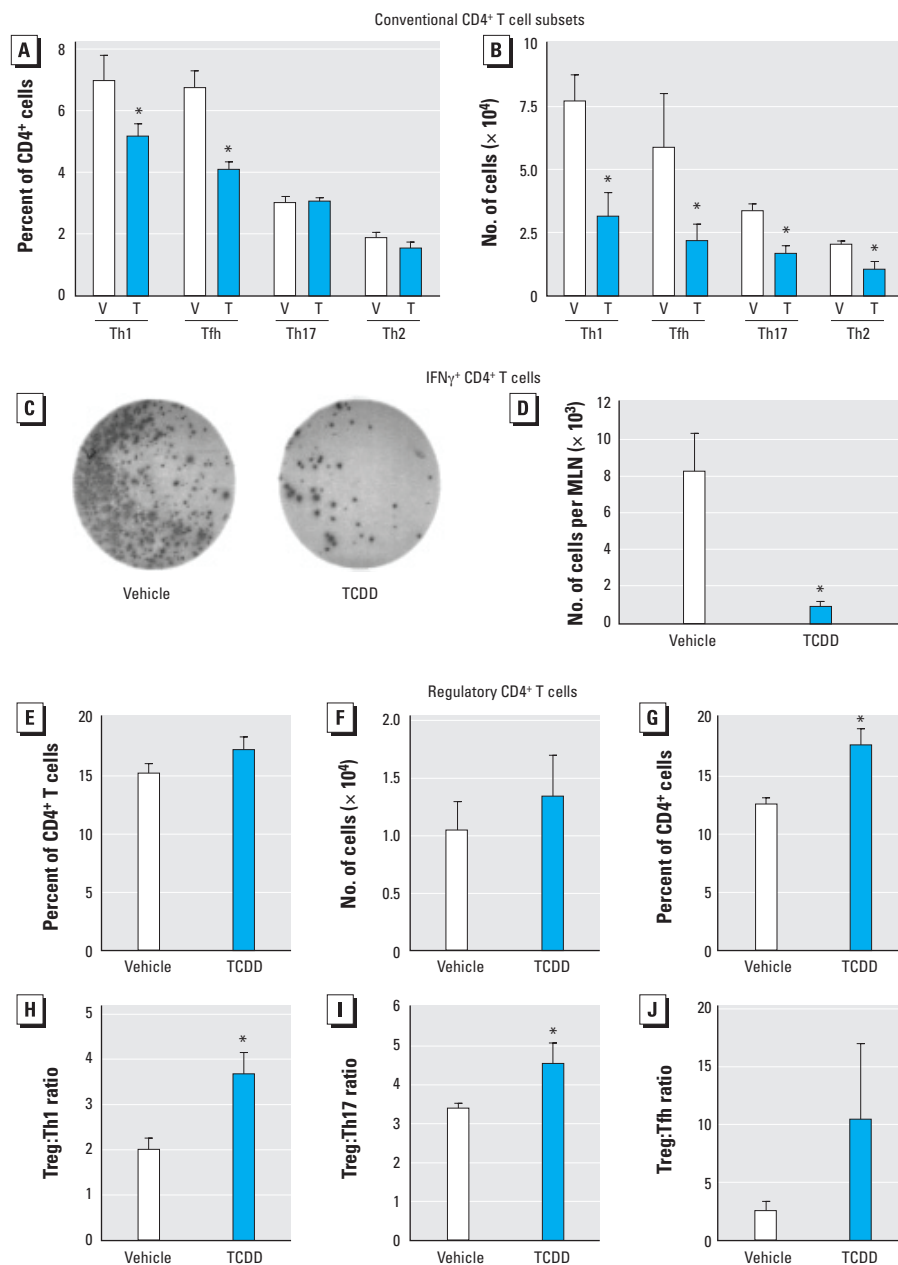 Conventional CD4⁺ T cell subsets
A
Percent of CD4⁺ cells
8
6
4
2
0
*
*
V T V T V T V T
Th1 Tfh Th17 Th2
B
No. of cells (× 10⁴)
7.5
5.0
2.5
0
*
*
*
*
V T V T V T V T
Th1 Tfh Th17 Th2
IFNγ⁺ CD4⁺ T cells
C
Vehicle TCDD
D
No. of cells per MLN (× 10³)
12
10
8
6
4
2
0
*
Vehicle TCDD
Regulatory CD4⁺ T cells
E
Percent of CD4⁺ T cells
20
15
10
5
0
Vehicle TCDD
F
No. of cells (× 10⁴)
2.0
1.5
1.0
0.5
0
Vehicle TCDD
G
Percent of CD4⁺ cells
20
15
10
5
0
*
Vehicle TCDD
H
Treg:Th1 ratio
5
4
3
2
1
0
*
Vehicle TCDD
I
Treg:Th17 ratio
6
5
4
3
2
1
0
*
Vehicle TCDD
J
Treg:Tfh ratio
20
15
10
5
0
Vehicle TCDD